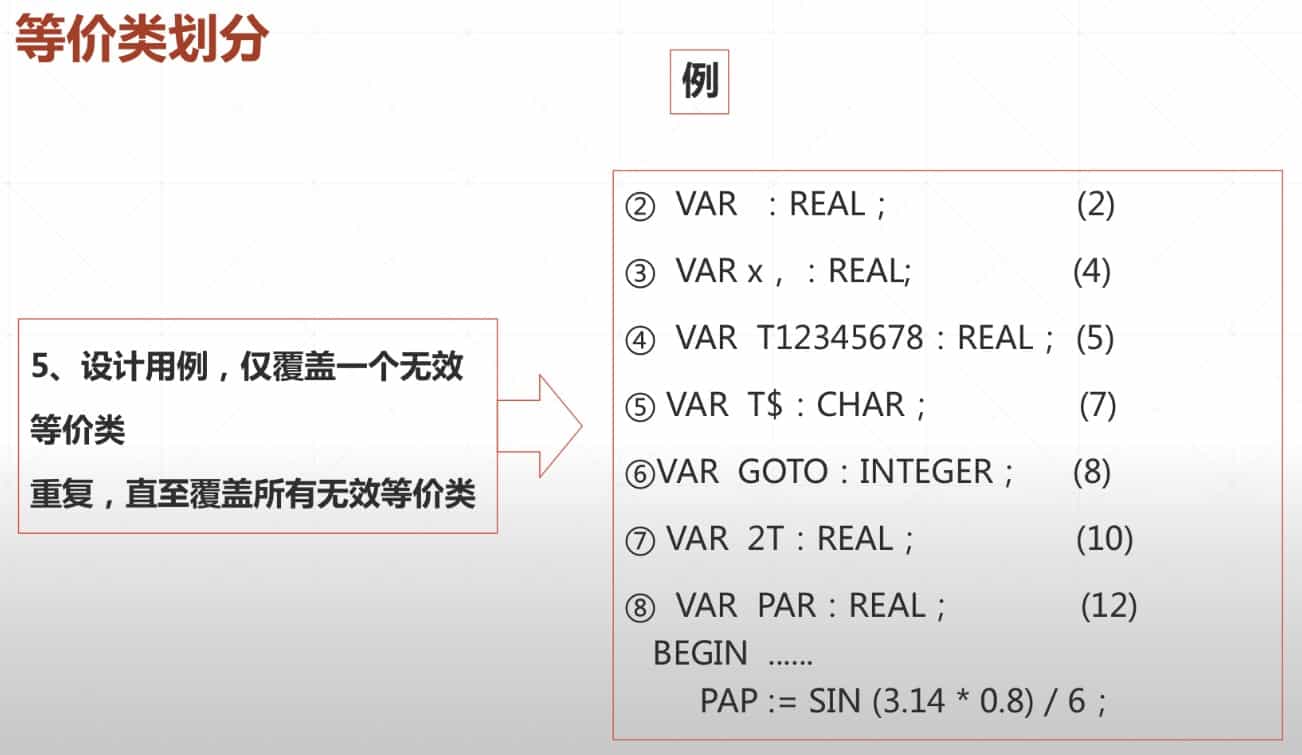 等价类划分
例
5、设计用例，仅覆盖一个无效
等价类
重复，直至覆盖所有无效等价类
② VAR ：REAL； (2)
③ VAR x， ：REAL; (4)
④ VAR T12345678：REAL； (5)
⑤ VAR T$：CHAR； (7)
⑥VAR GOTO：INTEGER； (8)
⑦ VAR 2T：REAL； (10)
⑧ VAR PAR：REAL； (12)
BEGIN ……
PAP := SIN (3.14 * 0.8) / 6；